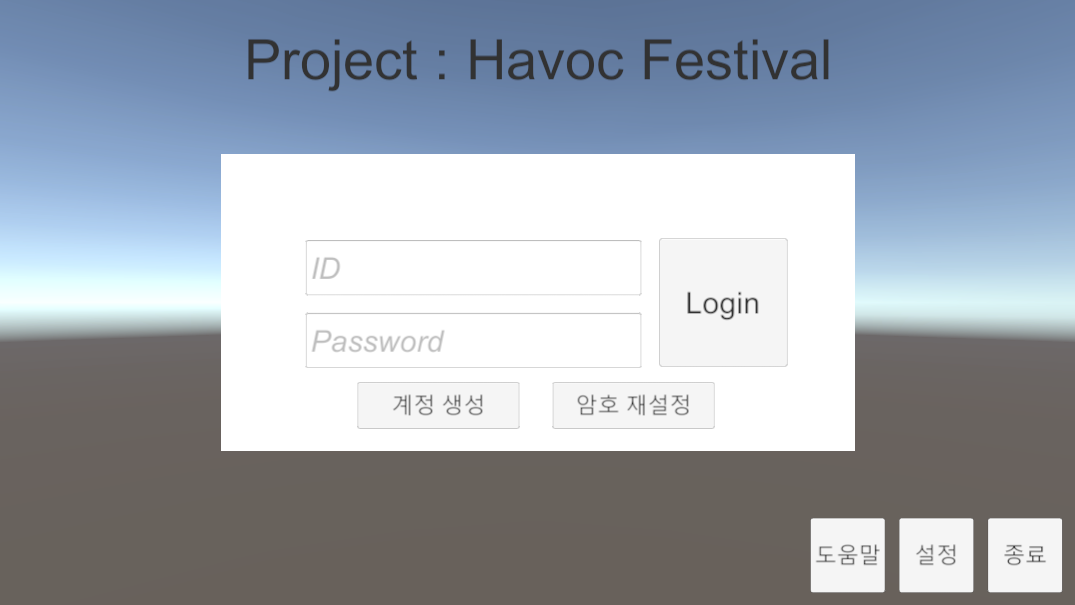 Project : Havoc Festival
ID
Login
Password
계정 생성 암호 재설정
도움말 설정 종료